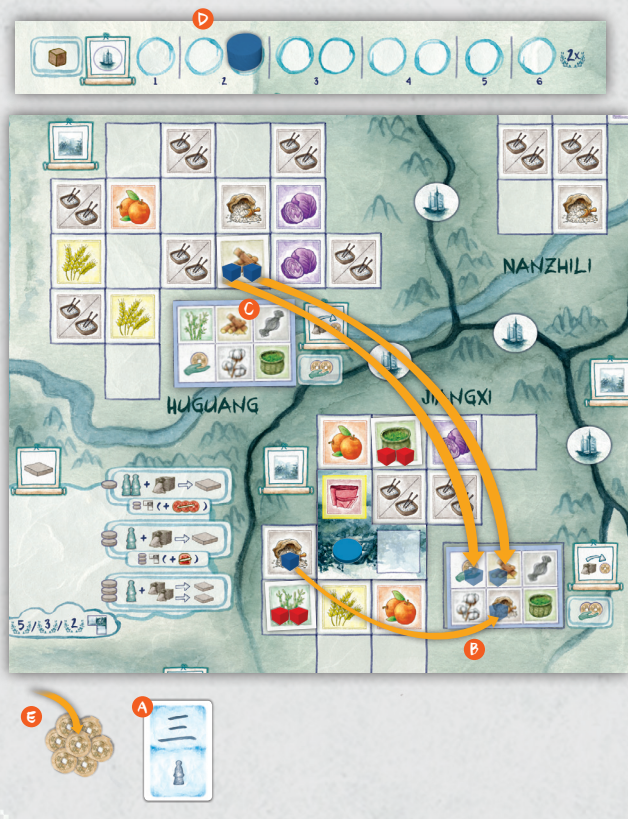 D
1 2 3 4 5 6 2x
NANZHILI
C
HUGUANG
JIANGXI
+
(+ )
+
(+ )
+
5 / 3 / 2
B
E
A
三